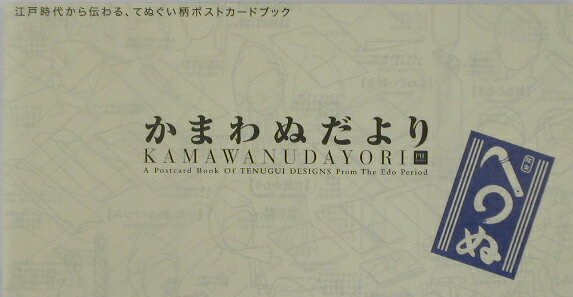 江戸時代から伝わる、てぬぐい柄ポストカードブック
かまわぬだより
KAMAWANUDAYORI
A Postcard Book Of TENUGUI DESIGNS From The Edo Period
わぬ